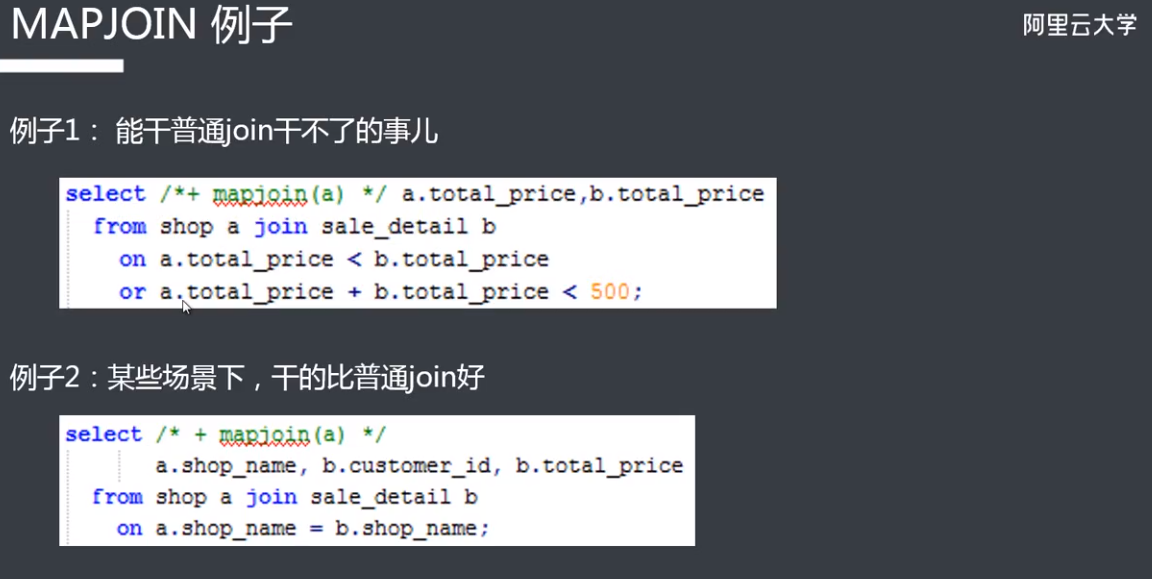 MAPJOIN 例子
阿里云大学
例子1： 能干普通join干不了的事儿
select /*+ mapjoin(a) */ a.total_price,b.total_price
from shop a join sale_detail b
on a.total_price < b.total_price
or a.total_price + b.total_price < 500;
例子2：某些场景下，干的比普通join好
select /* + mapjoin(a) */
a.shop_name, b.customer_id, b.total_price
from shop a join sale_detail b
on a.shop_name = b.shop_name;